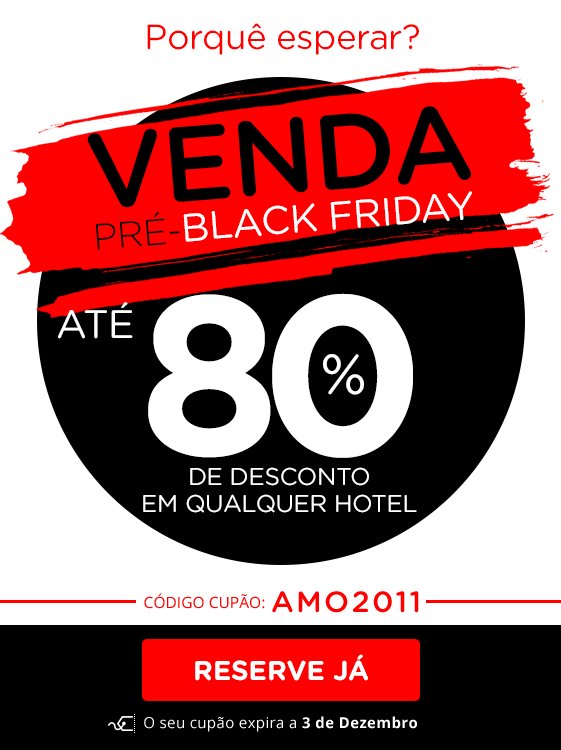 Porquê esperar?
VENDA
PRÉ-BLACK FRIDAY
ATÉ
80%
DE DESCONTO
EM QUALQUER HOTEL
CÓDIGO CUPÃO: AMO2011
RESERVE JÁ
O seu cupão expira a 3 de Dezembro